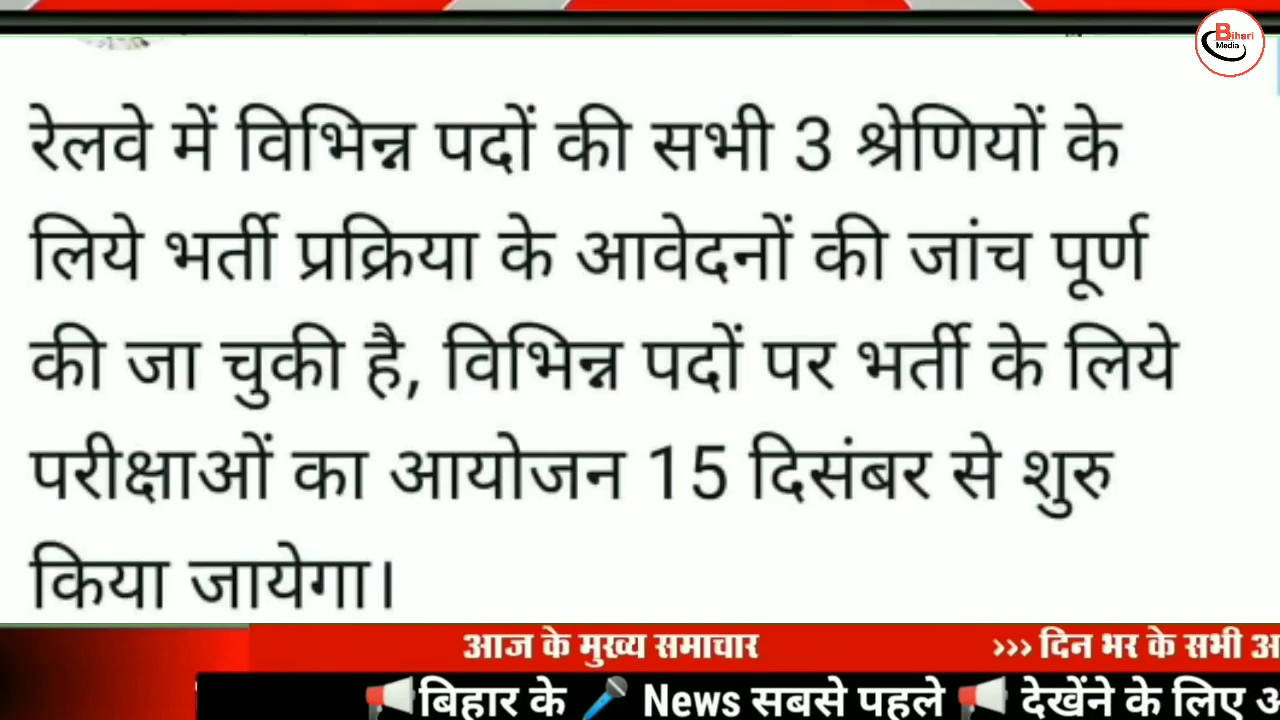 Bihari
Media
रेलवे में विभिन्न पदों की सभी 3 श्रेणियों के
लिये भर्ती प्रक्रिया के आवेदनों की जांच पूर्ण
की जा चुकी है, विभिन्न पदों पर भर्ती के लिये
परीक्षाओं का आयोजन 15 दिसंबर से शुरु
किया जायेगा।
आज के मुख्य समाचार >>> दिन भर के सभी
बिहार के News सबसे पहले देखेंने के लिए